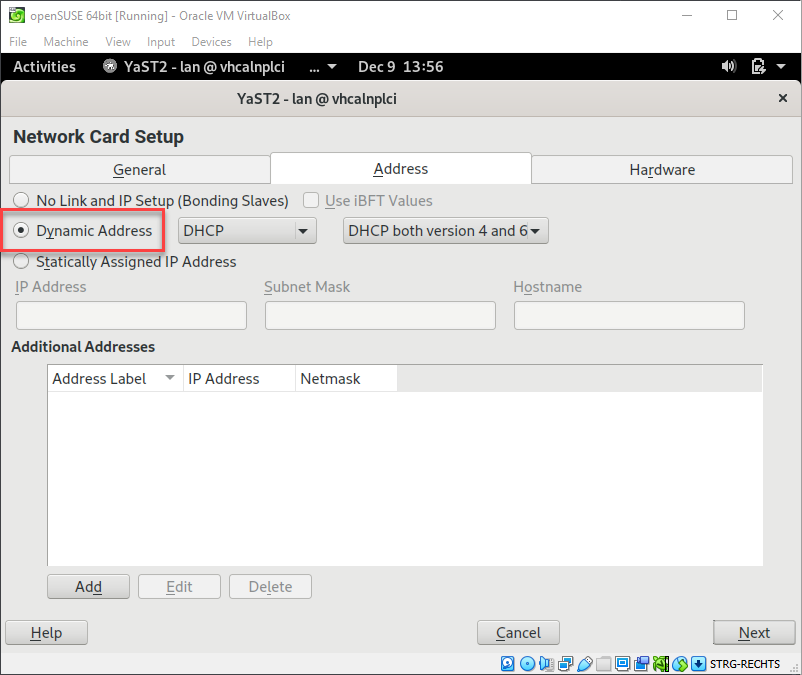 openSUSE 64bit [Running] - Oracle VM VirtualBox
File Machine View Input Devices Help
Activities YaST2 - lan @ vhcalnplci ... Dec 9 13:56
YaST2 - lan @ vhcalnplci
Network Card Setup
General Address Hardware
No Link and IP Setup (Bonding Slaves) Use iBFT Values
Dynamic Address DHCP DHCP both version 4 and 6
Statically Assigned IP Address
IP Address Subnet Mask Hostname
Additional Addresses
Address Label IP Address Netmask
Add Edit Delete
Help Cancel Next
STRG-RECHTS